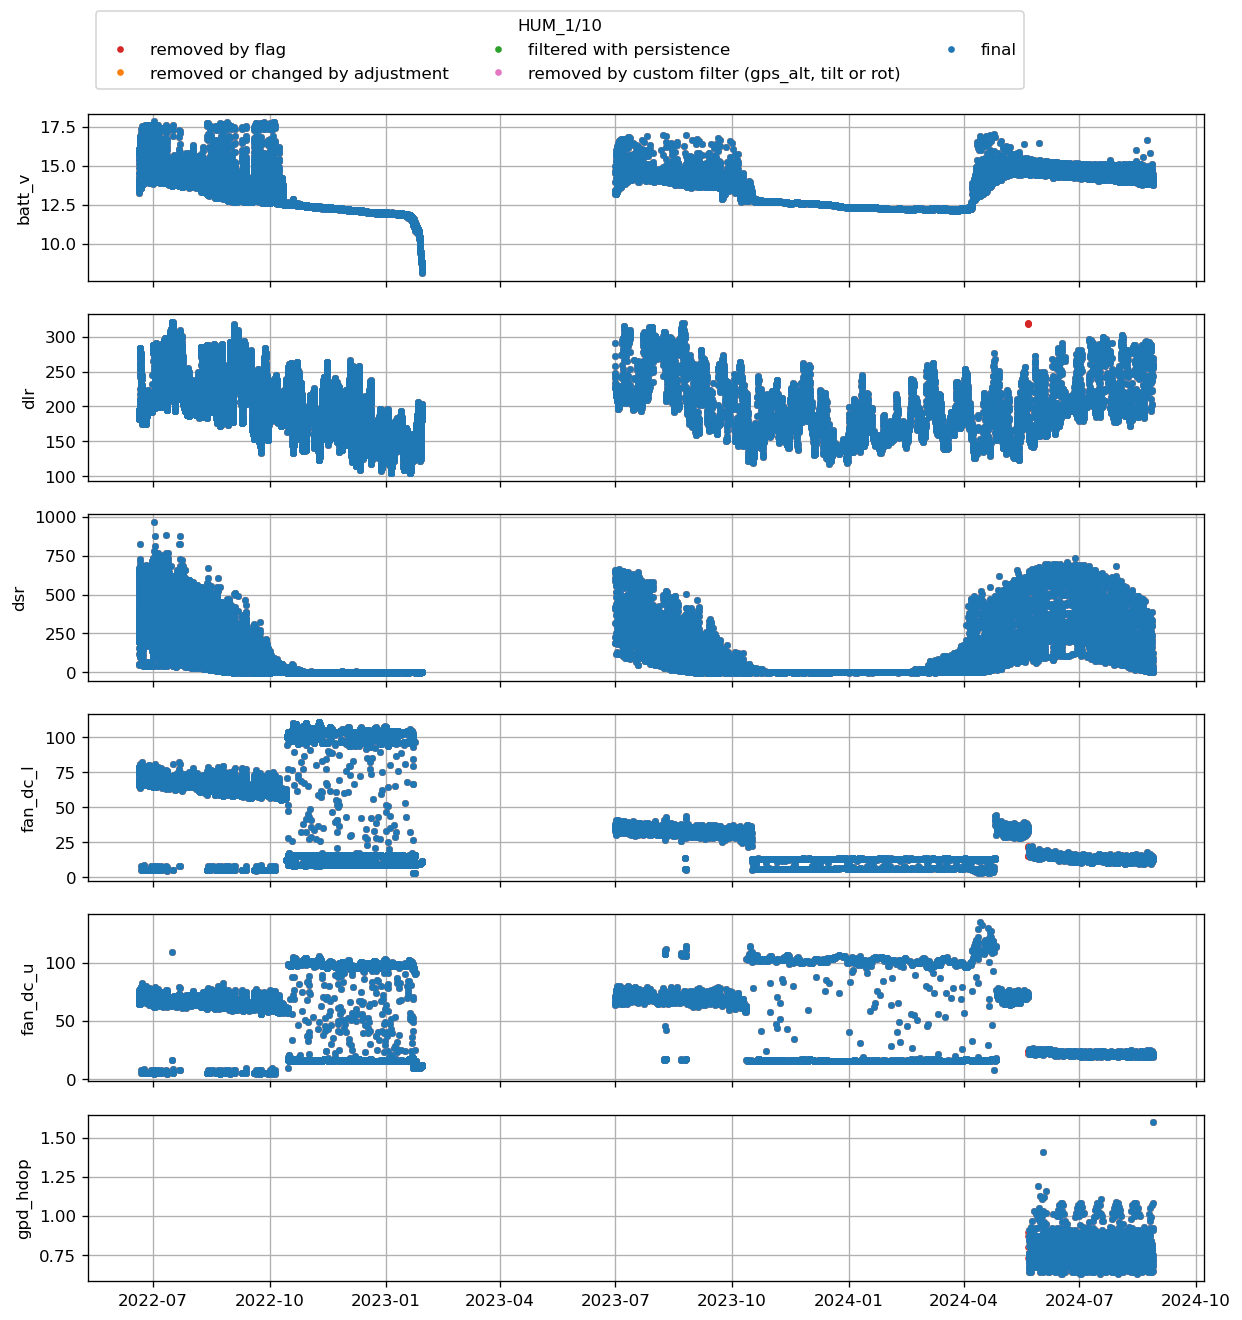 HUM_1/10
removed by flag
removed or changed by adjustment
filtered with persistence
removed by custom filter (gps_alt, tilt or rot)
final
batt_v
17.5
15.0
12.5
10.0
dlr
300
250
200
150
100
dsr
1000
750
500
250
0
fan_dc_l
100
75
50
25
0
fan_dc_u
100
50
0
gpd_hdop
1.50
1.25
1.00
0.75
2022-07 2022-10 2023-01 2023-04 2023-07 2023-10 2024-01 2024-04 2024-07 2024-10